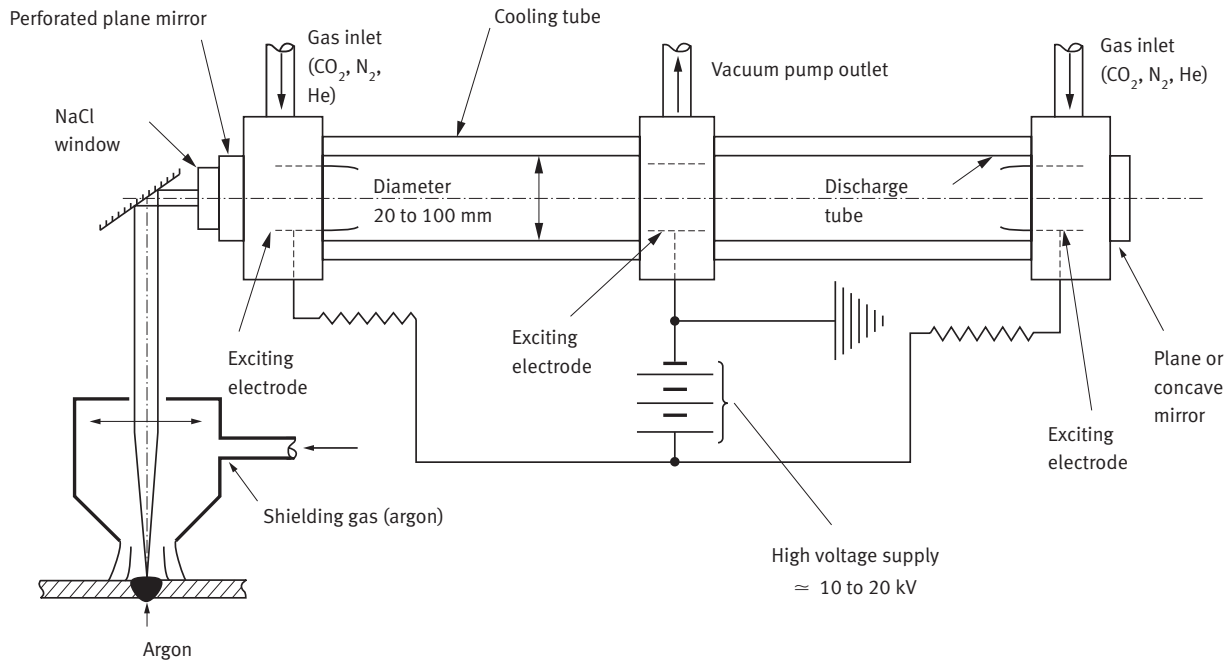 Perforated plane mirror
Gas inlet
(CO₂, N₂,
He)
Cooling tube
Vacuum pump outlet
Gas inlet
(CO₂, N₂, He)
NaCl
window
Diameter
20 to 100 mm
Discharge
tube
Exciting
electrode
Exciting
electrode
Plane or
concave
mirror
Exciting
electrode
Shielding gas (argon)
High voltage supply
≃ 10 to 20 kV
Argon